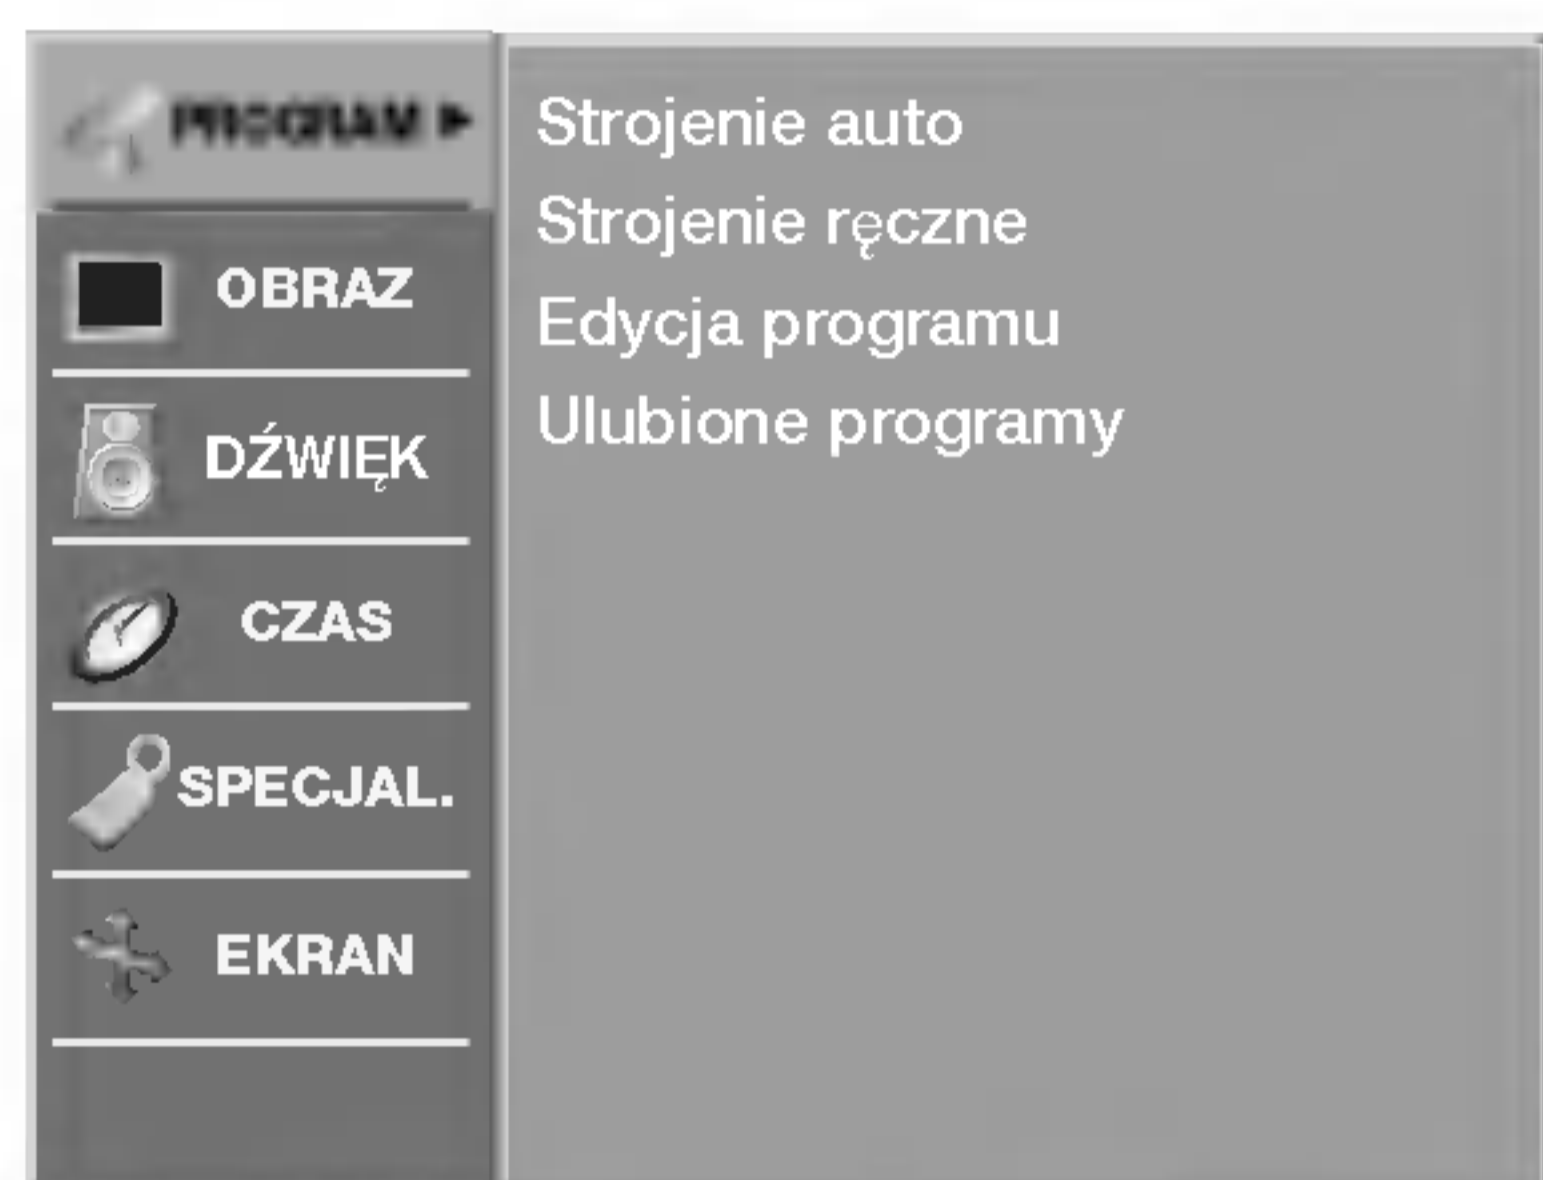 PROGRAM
OBRAZ
DŹWIĘK
CZAS
SPECJAL.
EKRAN
Strojenie auto
Strojenie ręczne
Edycja programu
Ulubione programy